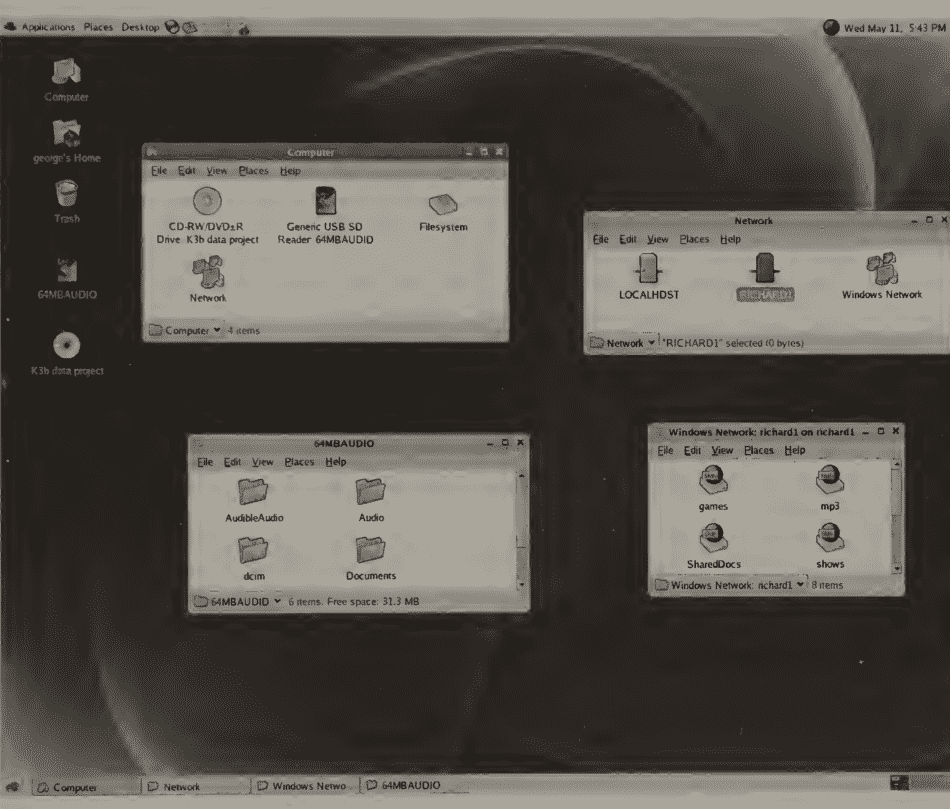 Applications Places Desktop
Wed May 11, 5:43 PM
Computer
george's Home
Trash
64MBAUDIO
K3b data project
Computer
File Edit View Places Help
CD-RW/DVD±R
Drive: K3b data project
Generic USB SD
Reader: 64MBAUDIO
Filesystem
Network
Computer
4 items
Network
File Edit View Places Help
LOCALHOST
RICHARD1
Windows Network
Network
"RICHARD1" selected (0 bytes)
64MBAUDIO
File Edit View Places Help
AudibleAudio
Audio
dcim
Documents
64MBAUDIO
6 items, Free space: 31.3 MB
Windows Network: richard1 on richard1
File Edit View Places Help
games
mp3
SharedDocs
shows
Windows Network: richard1
8 items
Computer
Network
Windows Netwo
64MBAUDIO